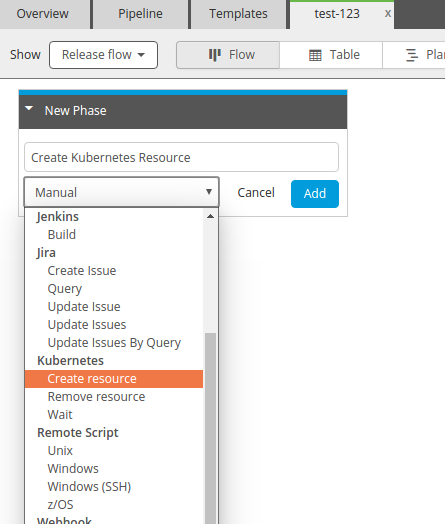 Overview Pipeline Templates test-123 x
Show Release flow Flow Table
New Phase
Create Kubernetes Resource
Manual Cancel Add
Jenkins
Build
Jira
Create Issue
Query
Update Issue
Update Issues
Update Issues By Query
Kubernetes
Create resource
Remove resource
Wait
Remote Script
Unix
Windows
Windows (SSH)
z/OS
Webhook